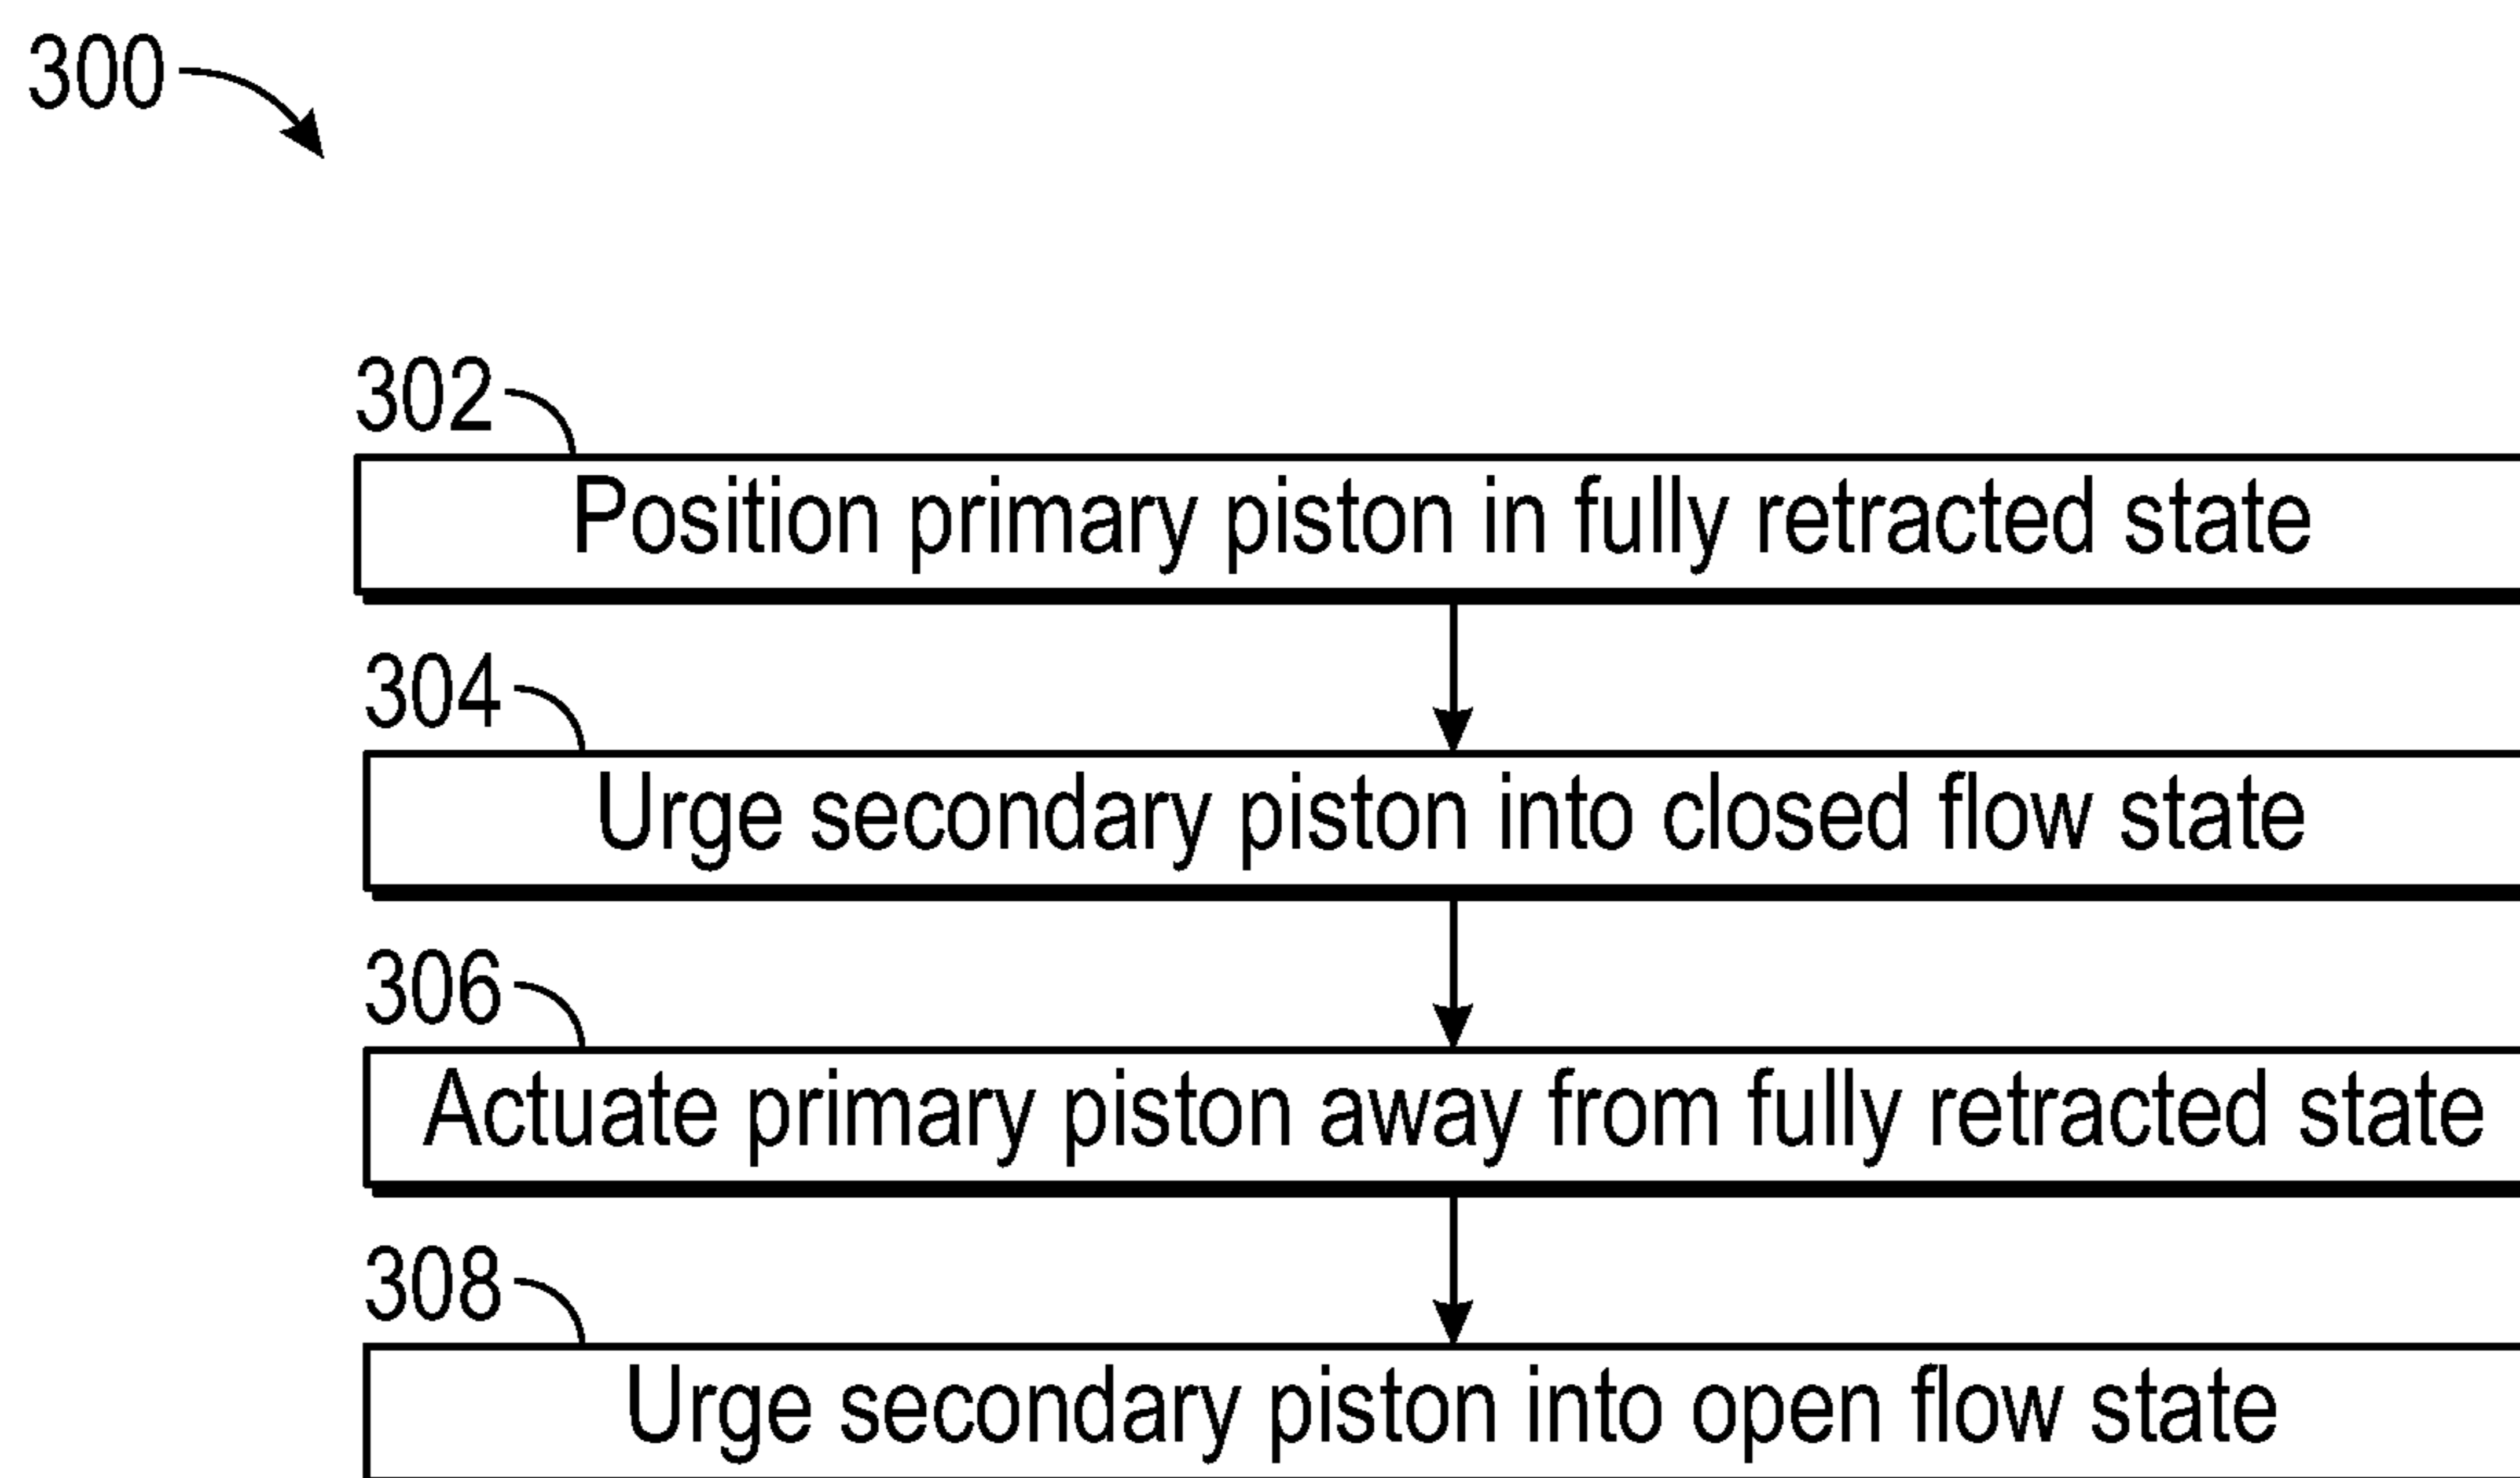 300
302
Position primary piston in fully retracted state
304
Urge secondary piston into closed flow state
306
Actuate primary piston away from fully retracted state
308
Urge secondary piston into open flow state